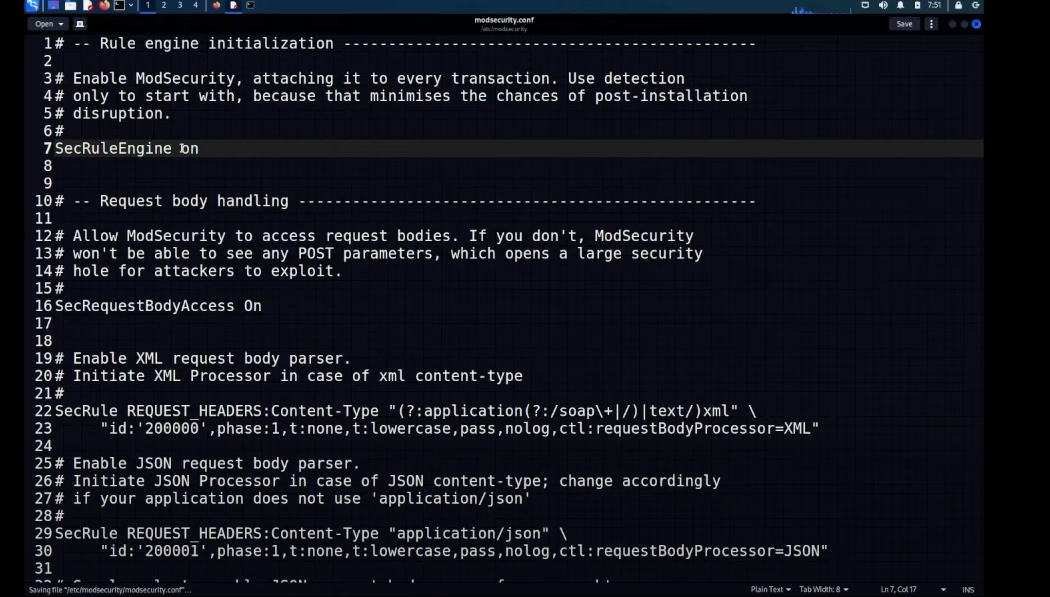 1 2 3 4
7:51
Open
modsecurity.conf
/etc/modsecurity
Save
1# -- Rule engine initialization ----------------------------------------------
2
3# Enable ModSecurity, attaching it to every transaction. Use detection
4# only to start with, because that minimises the chances of post-installation
5# disruption.
6#
7SecRuleEngine on
8
9
10# -- Request body handling ---------------------------------------------------
11
12# Allow ModSecurity to access request bodies. If you don't, ModSecurity
13# won't be able to see any POST parameters, which opens a large security
14# hole for attackers to exploit.
15#
16SecRequestBodyAccess On
17
18
19# Enable XML request body parser.
20# Initiate XML Processor in case of xml content-type
21#
22SecRule REQUEST_HEADERS:Content-Type "(?:application(?:/soap\+|/)|text/)xml" \
23     "id:'200000',phase:1,t:none,t:lowercase,pass,nolog,ctl:requestBodyProcessor=XML"
24
25# Enable JSON request body parser.
26# Initiate JSON Processor in case of JSON content-type; change accordingly
27# if your application does not use 'application/json'
28#
29SecRule REQUEST_HEADERS:Content-Type "application/json" \
30     "id:'200001',phase:1,t:none,t:lowercase,pass,nolog,ctl:requestBodyProcessor=JSON"
31
Saving file "/etc/modsecurity/modsecurity.conf"...
Plain Text
Tab Width: 8
Ln 7, Col 17
INS